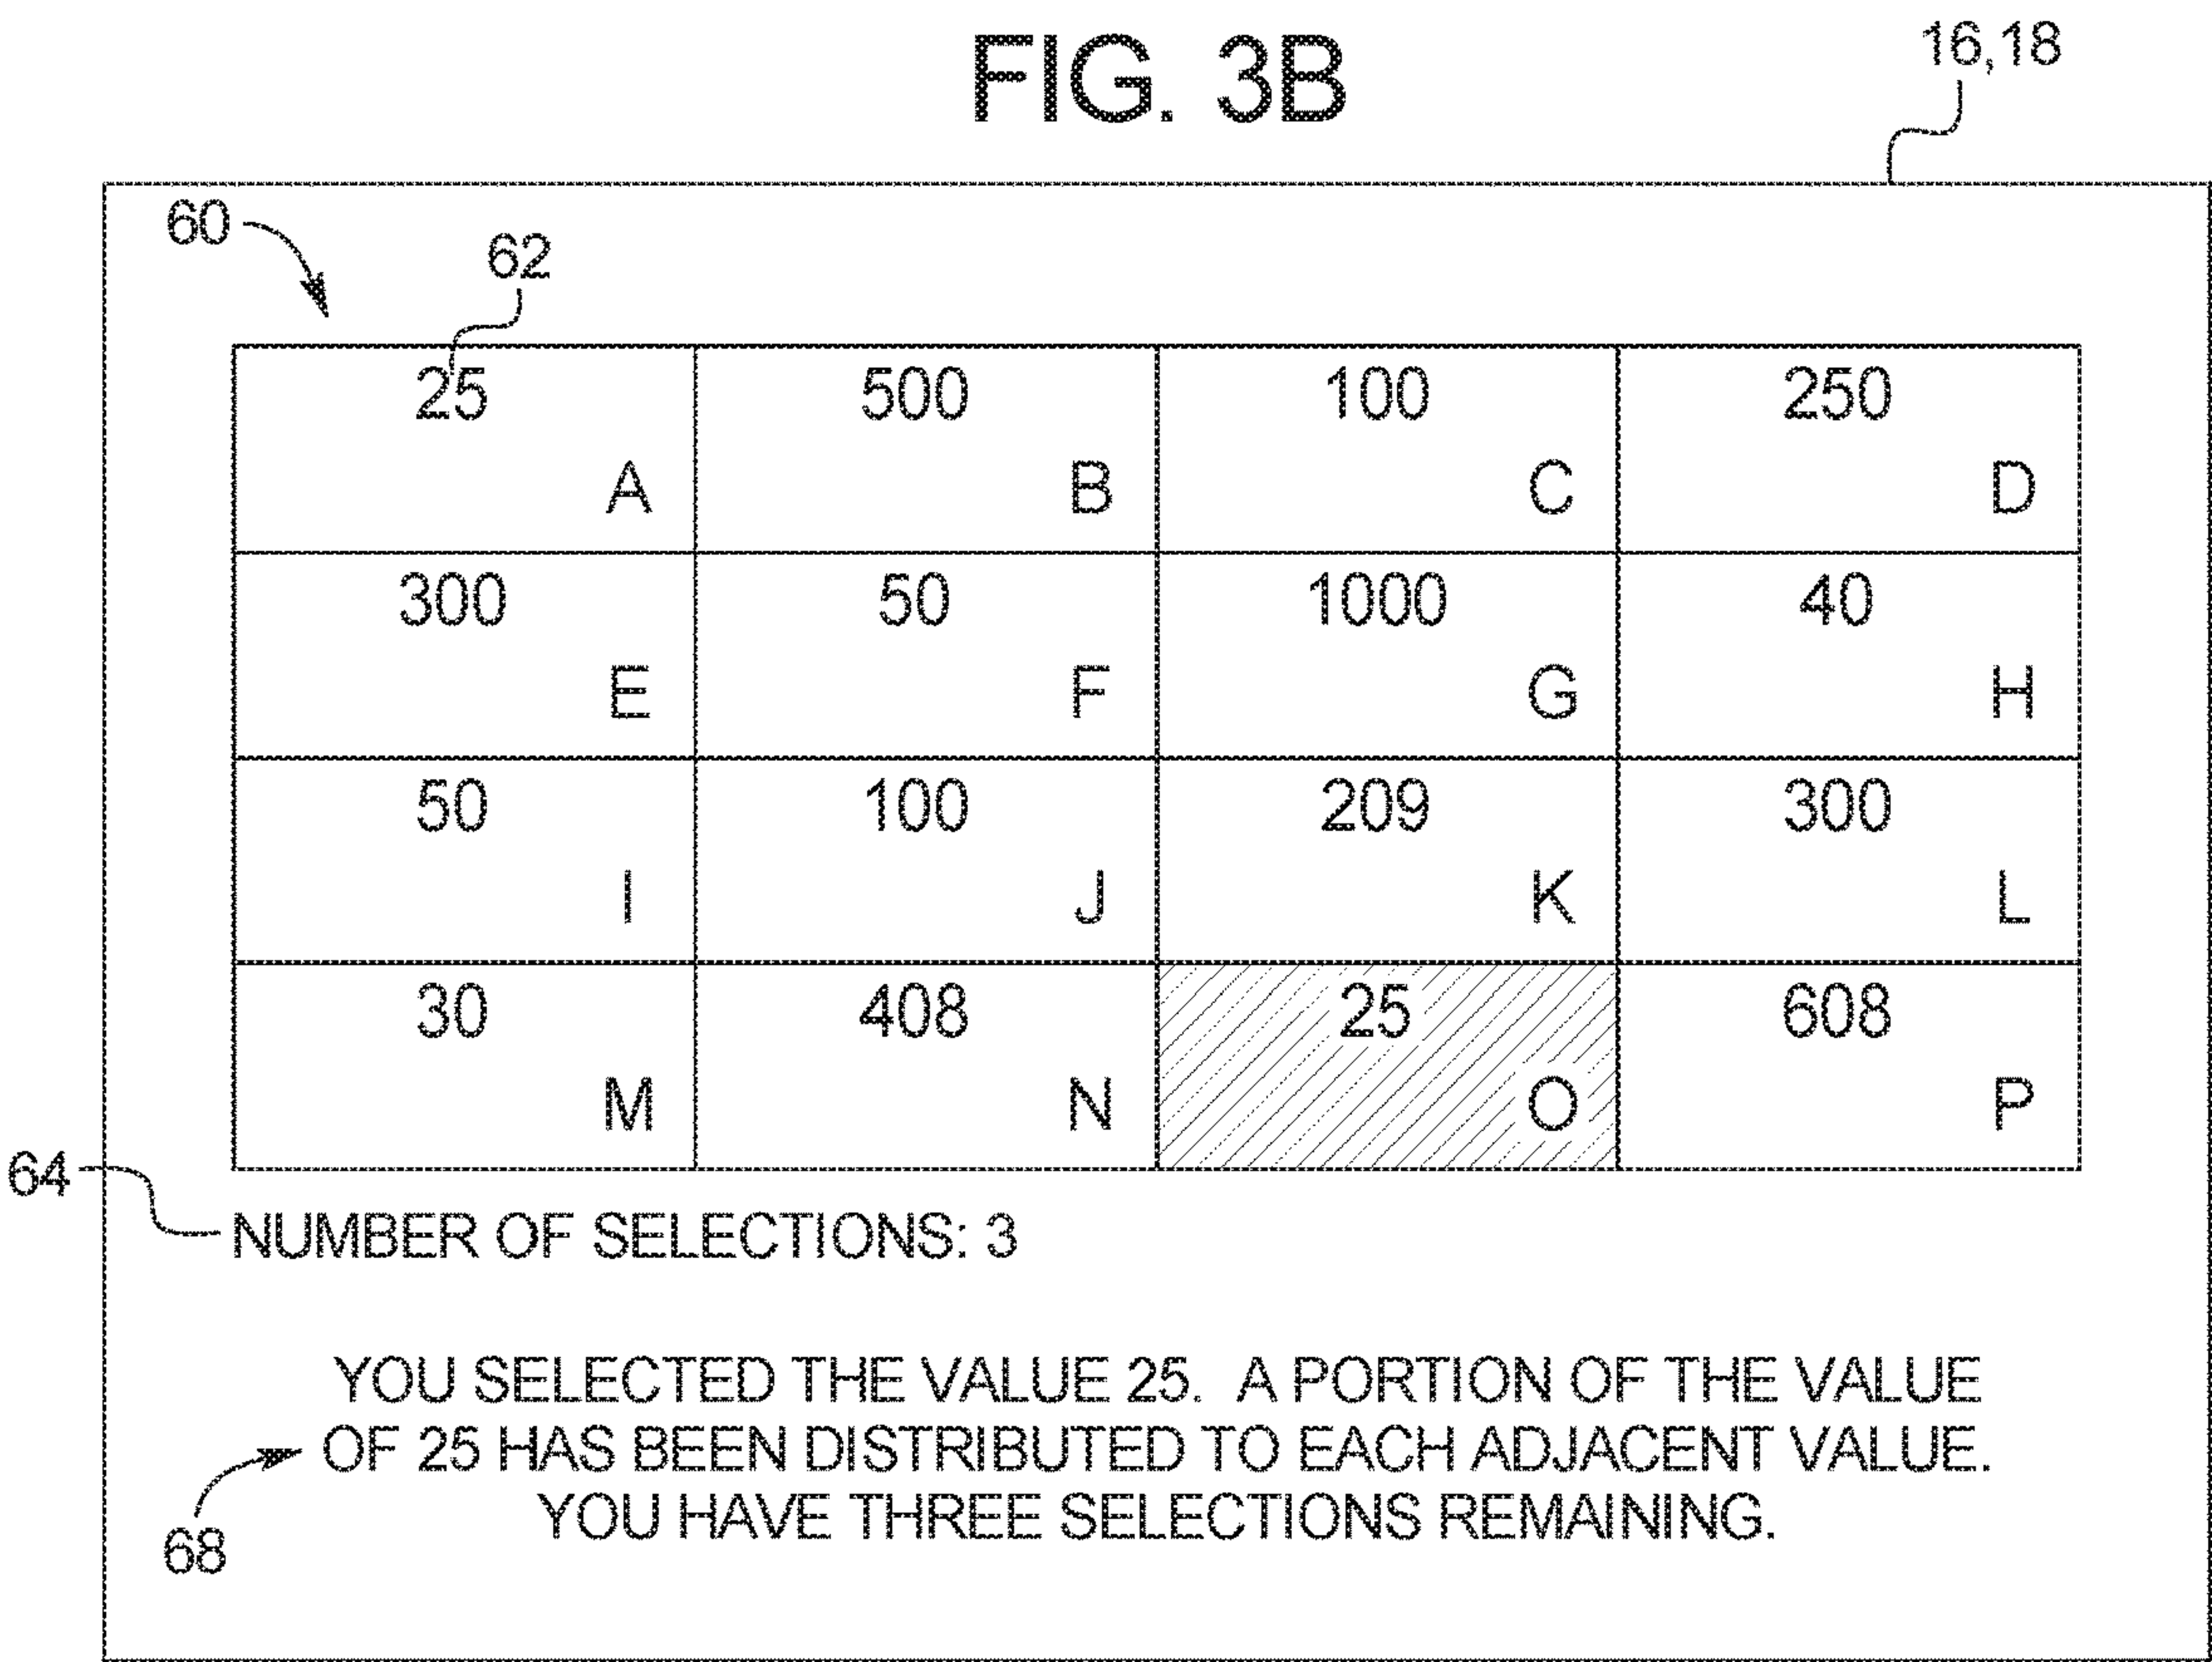 FIG. 3B
16,18
60
62
25 500 100 250
A B C D
300 50 1000 40
E F G H
50 100 209 300
I J K L
30 408 25 608
M N O P
64
NUMBER OF SELECTIONS: 3
YOU SELECTED THE VALUE 25. A PORTION OF THE VALUE
OF 25 HAS BEEN DISTRIBUTED TO EACH ADJACENT VALUE.
YOU HAVE THREE SELECTIONS REMAINING.
68